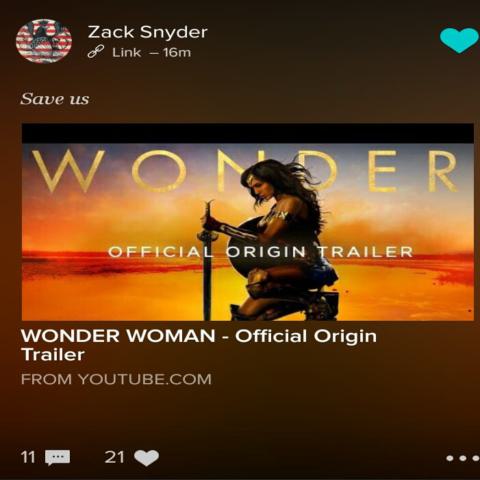 Zack Snyder
Link – 16m
Save us
WONDER
OFFICIAL ORIGIN TRAILER
WONDER WOMAN - Official Origin
Trailer
FROM YOUTUBE.COM
11 21